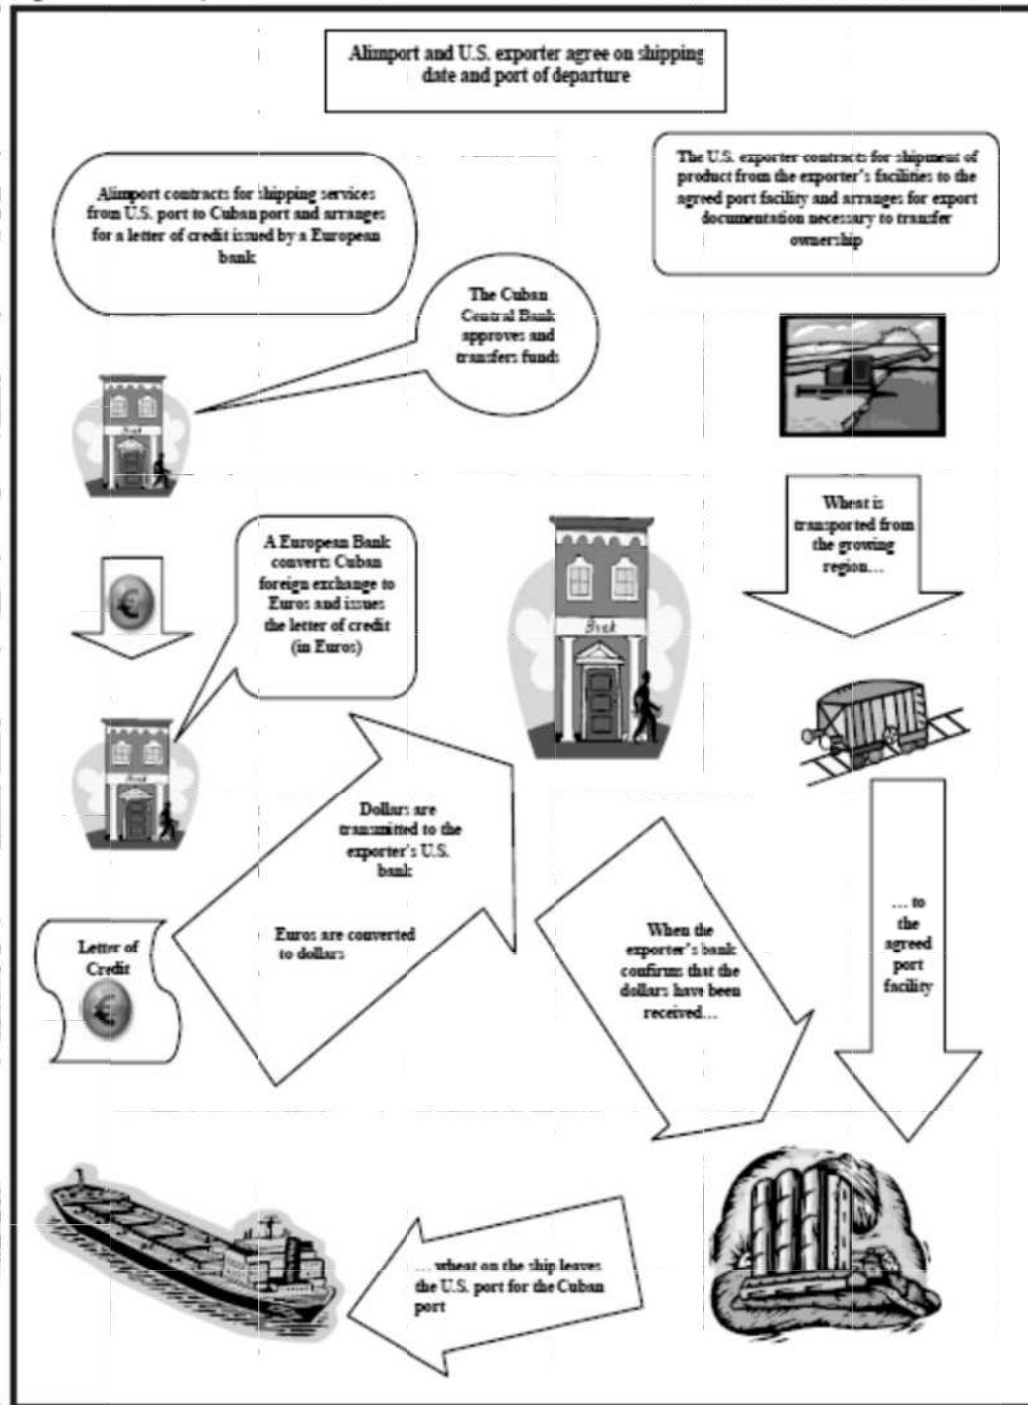 Alimport and U.S. exporter agree on shipping
date and port of departure
Alimport contracts for shipping services
from U.S. port to Cuban port and arranges
for a letter of credit issued by a European
bank
The U.S. exporter contracts for shipment of
product from the exporter's facilities to the
agreed port facility and arranges for export
documentation necessary to transfer
ownership
The Cuban
Central Bank
approves and
transfers funds
Bank
Wheat is
transported from
the growing
region...
A European Bank
converts Cuban
foreign exchange to
Euros and issues
the letter of credit
(in Euros)
€
Bank
Bank
Dollars are
transmitted to the
exporter's U.S.
bank
Euros are converted
to dollars
Letter of
Credit
€
When the
exporter's bank
confirms that the
dollars have been
received...
... to
the
agreed
port
facility
... wheat on the ship leaves
the U.S. port for the Cuban
port